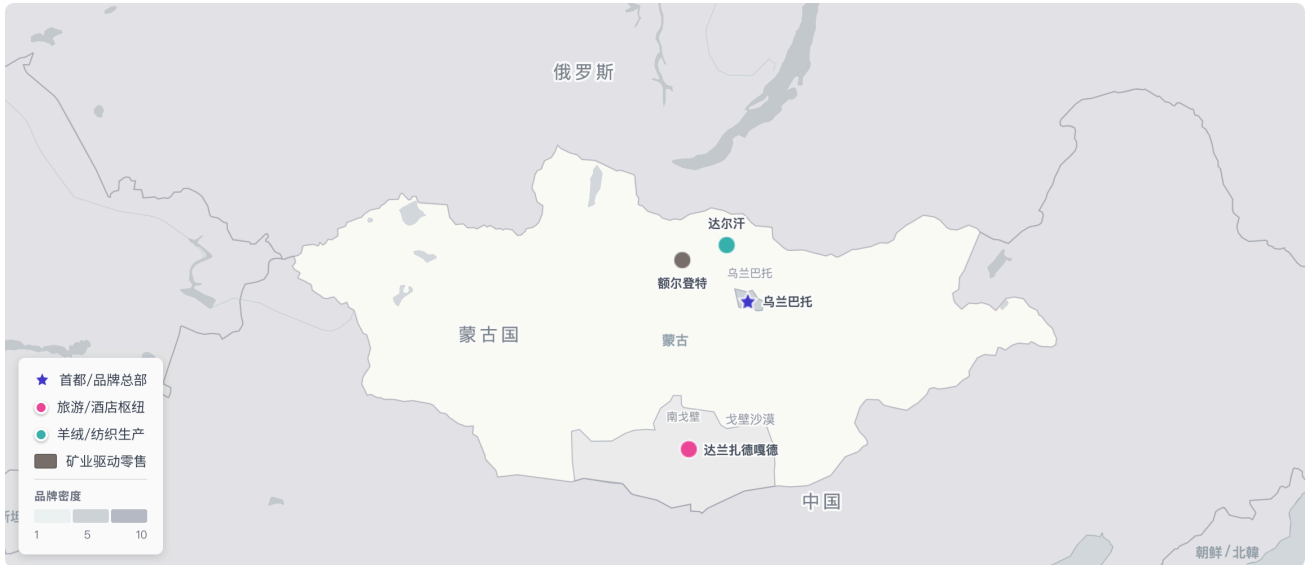 俄罗斯
达尔汗
乌兰巴托
额尔登特
乌兰巴托
蒙古国
蒙古
南戈壁
戈壁沙漠
达兰扎德嘎德
中国
朝鲜/北韓
首都/品牌总部
旅游/酒店枢纽
羊绒/纺织生产
矿业驱动零售
品牌密度
1 5 10
斯坦